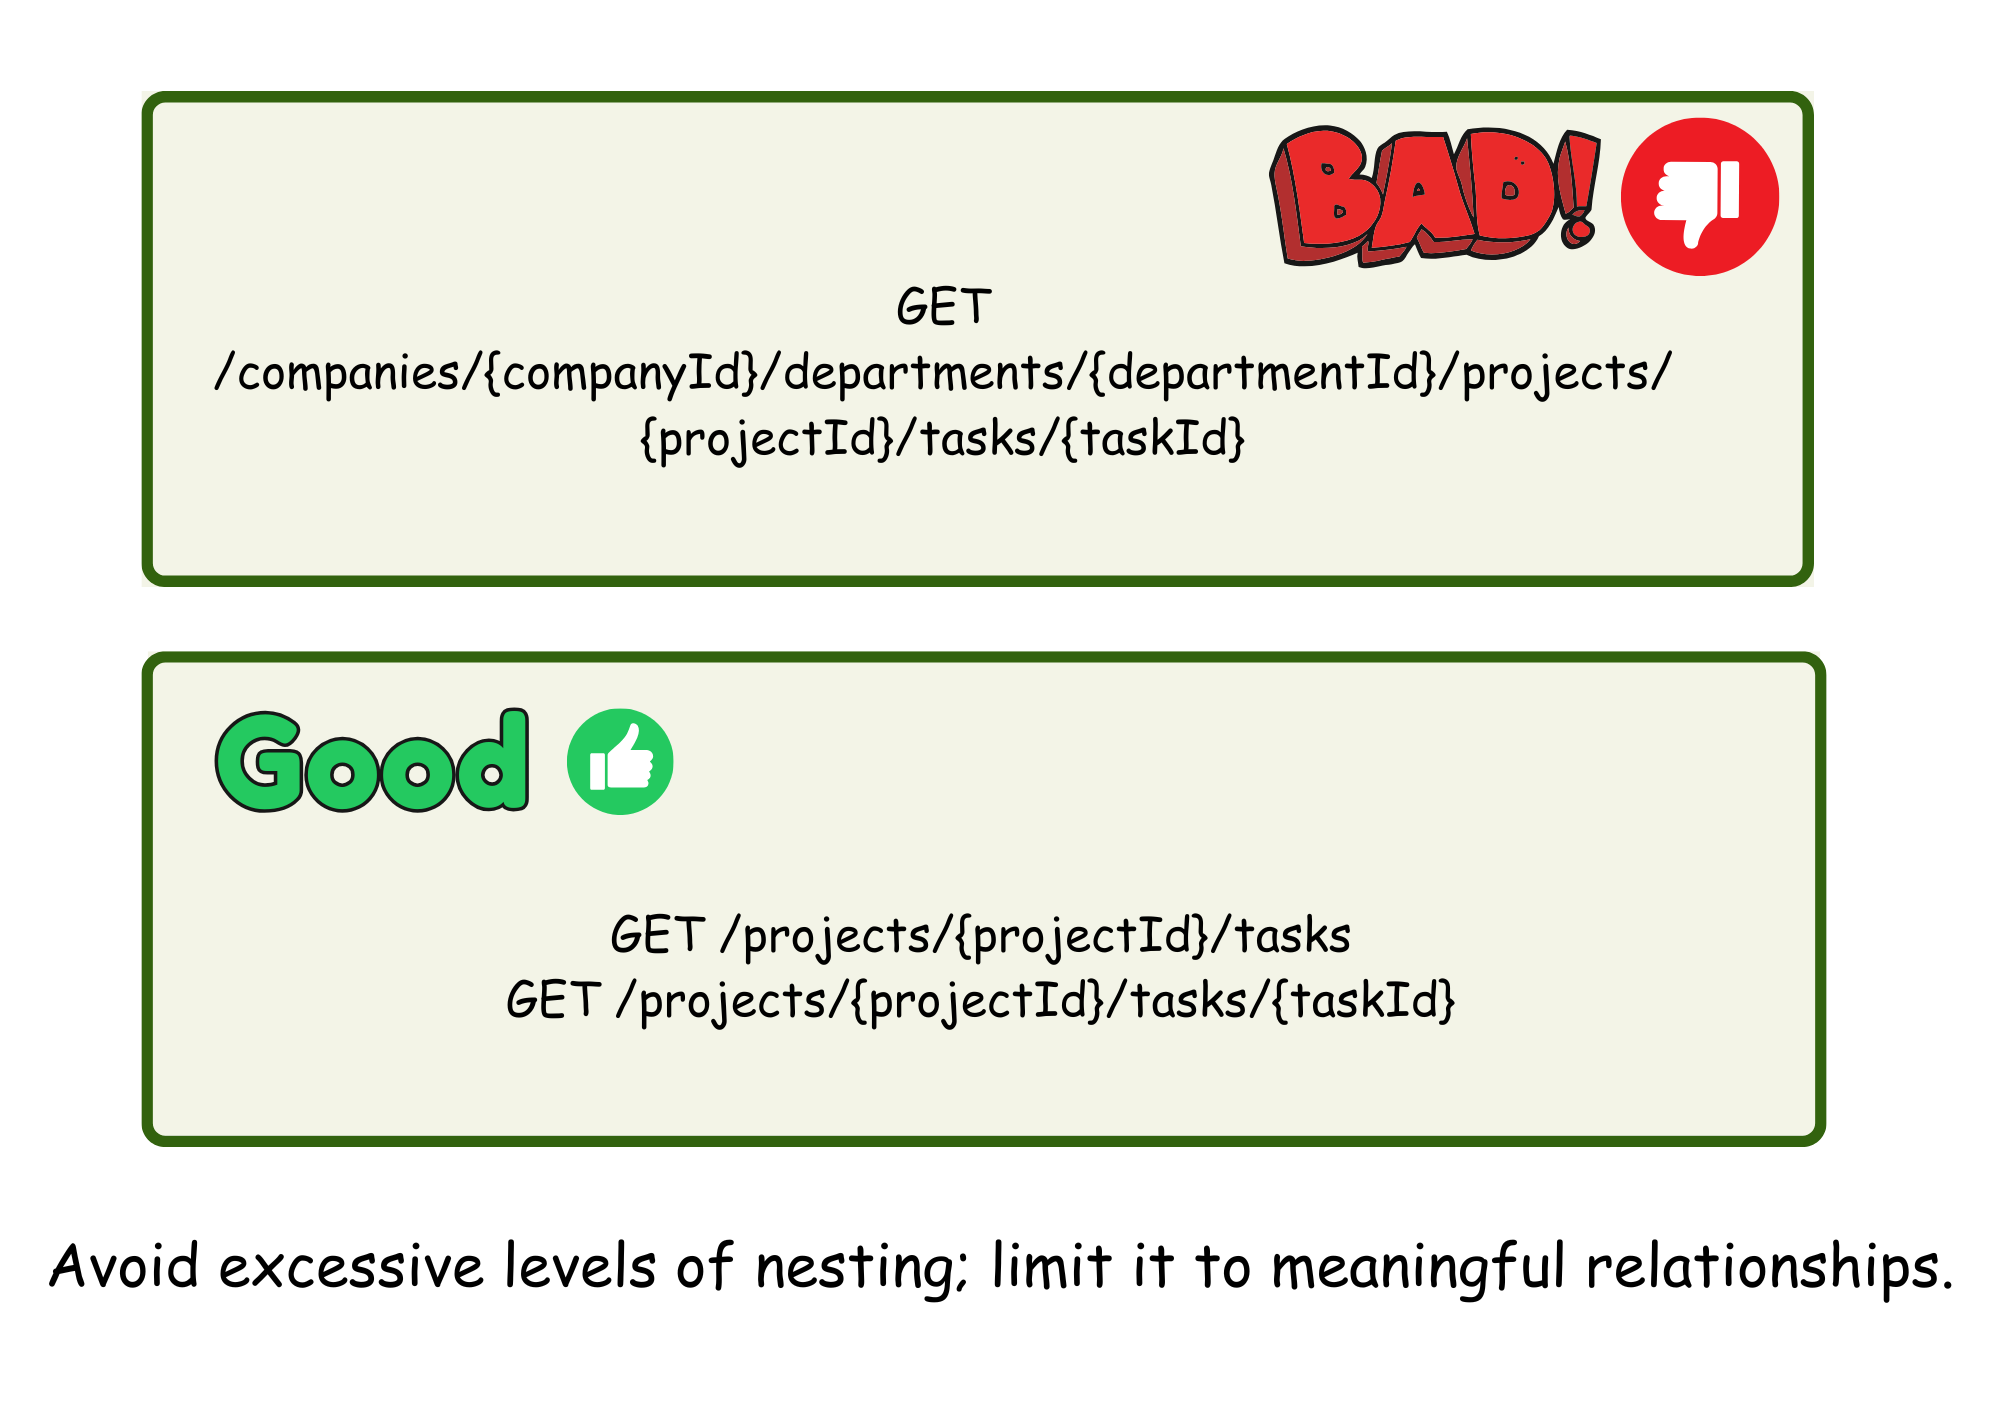 BAD!
GET
/companies/{companyId}/departments/{departmentId}/projects/
{projectId}/tasks/{taskId}
Good
GET /projects/{projectId}/tasks
GET /projects/{projectId}/tasks/{taskId}
Avoid excessive levels of nesting; limit it to meaningful relationships.